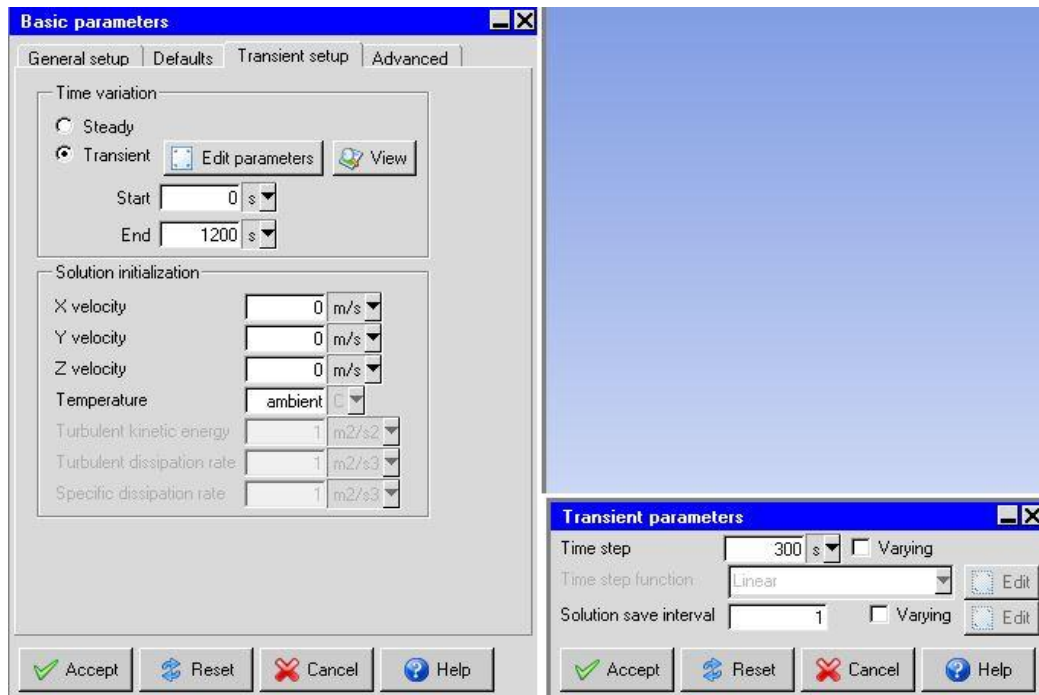 Basic parameters
General setup Defaults Transient setup Advanced
Time variation
Steady
Transient Edit parameters View
Start 0 s
End 1200 s
Solution initialization
X velocity 0 m/s
Y velocity 0 m/s
Z velocity 0 m/s
Temperature ambient C
Turbulent kinetic energy 1 m2/s2
Turbulent dissipation rate 1 m2/s3
Specific dissipation rate 1 m2/s3
Accept Reset Cancel Help
Transient parameters
Time step 300 s Varying
Time step function Linear Edit
Solution save interval 1 Varying Edit
Accept Reset Cancel Help